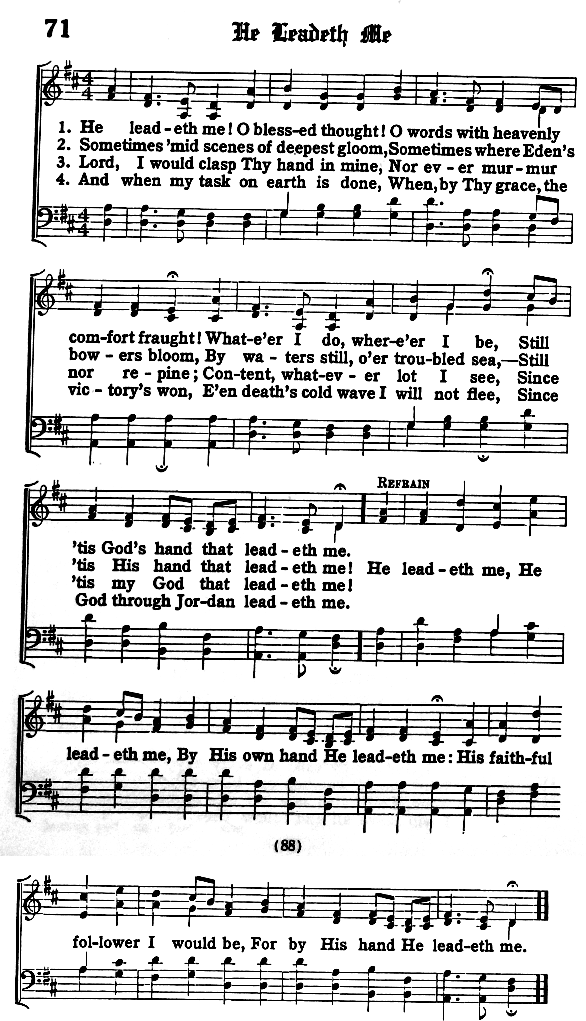 71 He Leadeth Me
1. He lead - eth me! O bless-ed thought! O words with heavenly
2. Sometimes 'mid scenes of deepest gloom, Sometimes where Eden's
3. Lord, I would clasp Thy hand in mine, Nor ev - er mur - mur
4. And when my task on earth is done, When, by Thy grace, the
com-fort fraught! What-e'er I do, wher-e'er I be, Still
bow - ers bloom, By wa - ters still, o'er trou-bled sea,—Still
nor re - pine; Con-tent, what-ev - er lot I see, Since
vic - tory's won, E'en death's cold wave I will not flee, Since
REFRAIN
'tis God's hand that lead - eth me.
'tis His hand that lead - eth me! He lead - eth me, He
'tis my God that lead - eth me!
God through Jor-dan lead - eth me.
lead - eth me, By His own hand He lead-eth me: His faith-ful
(88)
fol-lower I would be, For by His hand He lead-eth me.